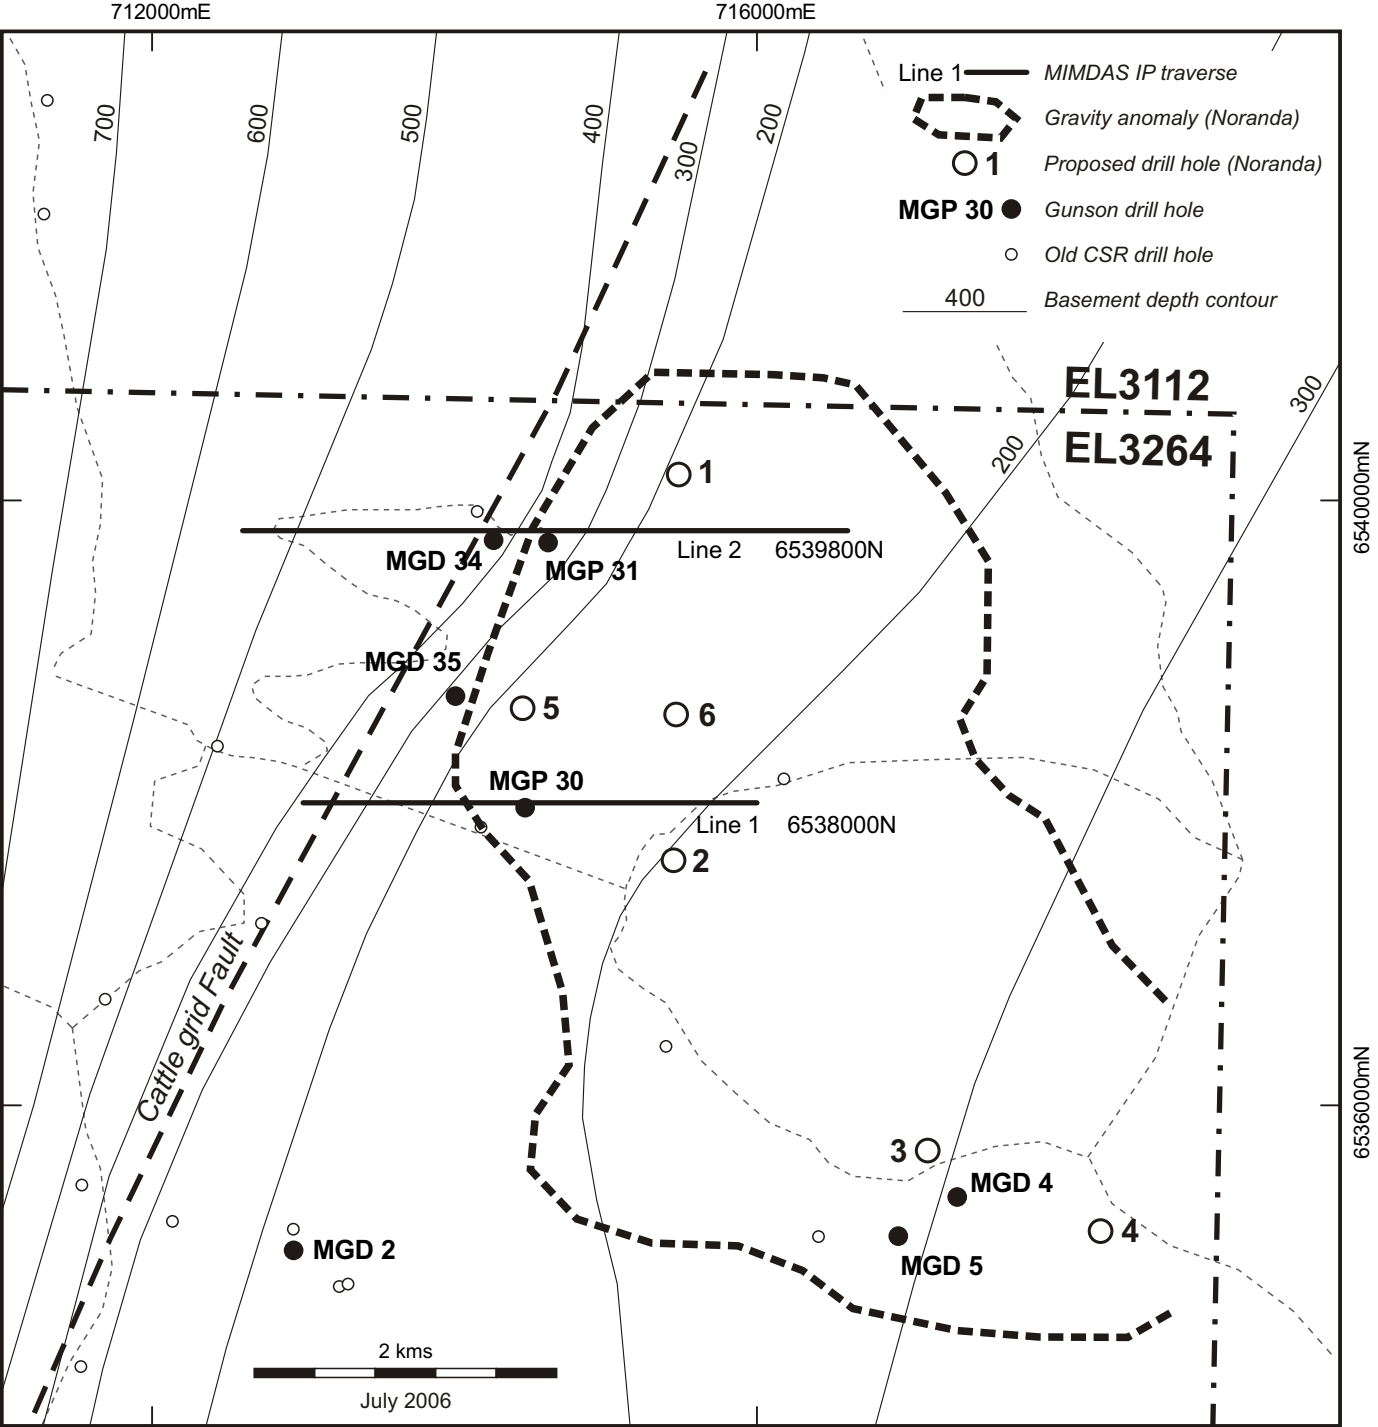 712000mE
716000mE
Line 1
MIMDAS IP traverse
Gravity anomaly (Noranda)
1
Proposed drill hole (Noranda)
MGP 30
Gunson drill hole
Old CSR drill hole
400
Basement depth contour
700
600
500
400
300
200
EL3112
EL3264
300
200
6540000mN
1
Line 2
6539800N
MGD 34
MGP 31
MGD 35
5
6
MGP 30
Line 1
6538000N
2
Cattle grid Fault
6536000mN
3
MGD 4
4
MGD 5
MGD 2
2 kms
July 2006